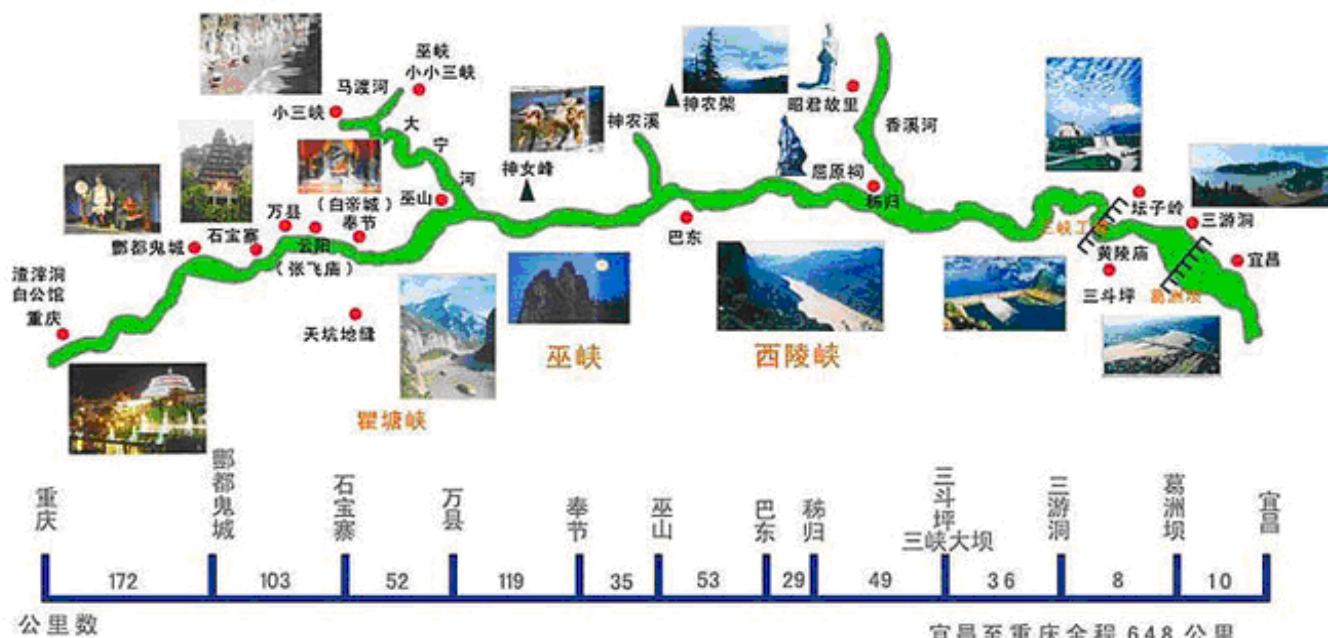 巫峡
小小三峡
马渡河
小三峡
大
宁
河
神农架
昭君故里
神农溪
香溪河
神女峰
屈原祠
秭归
(白帝城)
奉节
巫山
万县
石宝寨
云阳
(张飞庙)
酆都鬼城
巴东
坛子岭
三游洞
三峡工
黄陵庙
宜昌
三斗坪
葛洲坝
渣滓洞
白公馆
重庆
天坑地缝
巫峡
西陵峡
瞿塘峡
重庆
酆都鬼城
石宝寨
万县
奉节
巫山
巴东
秭归
三斗坪
三峡大坝
三游洞
葛洲坝
宜昌
172
103
52
119
35
53
29
49
36
8
10
公里数
宜昌至重庆全程648公里